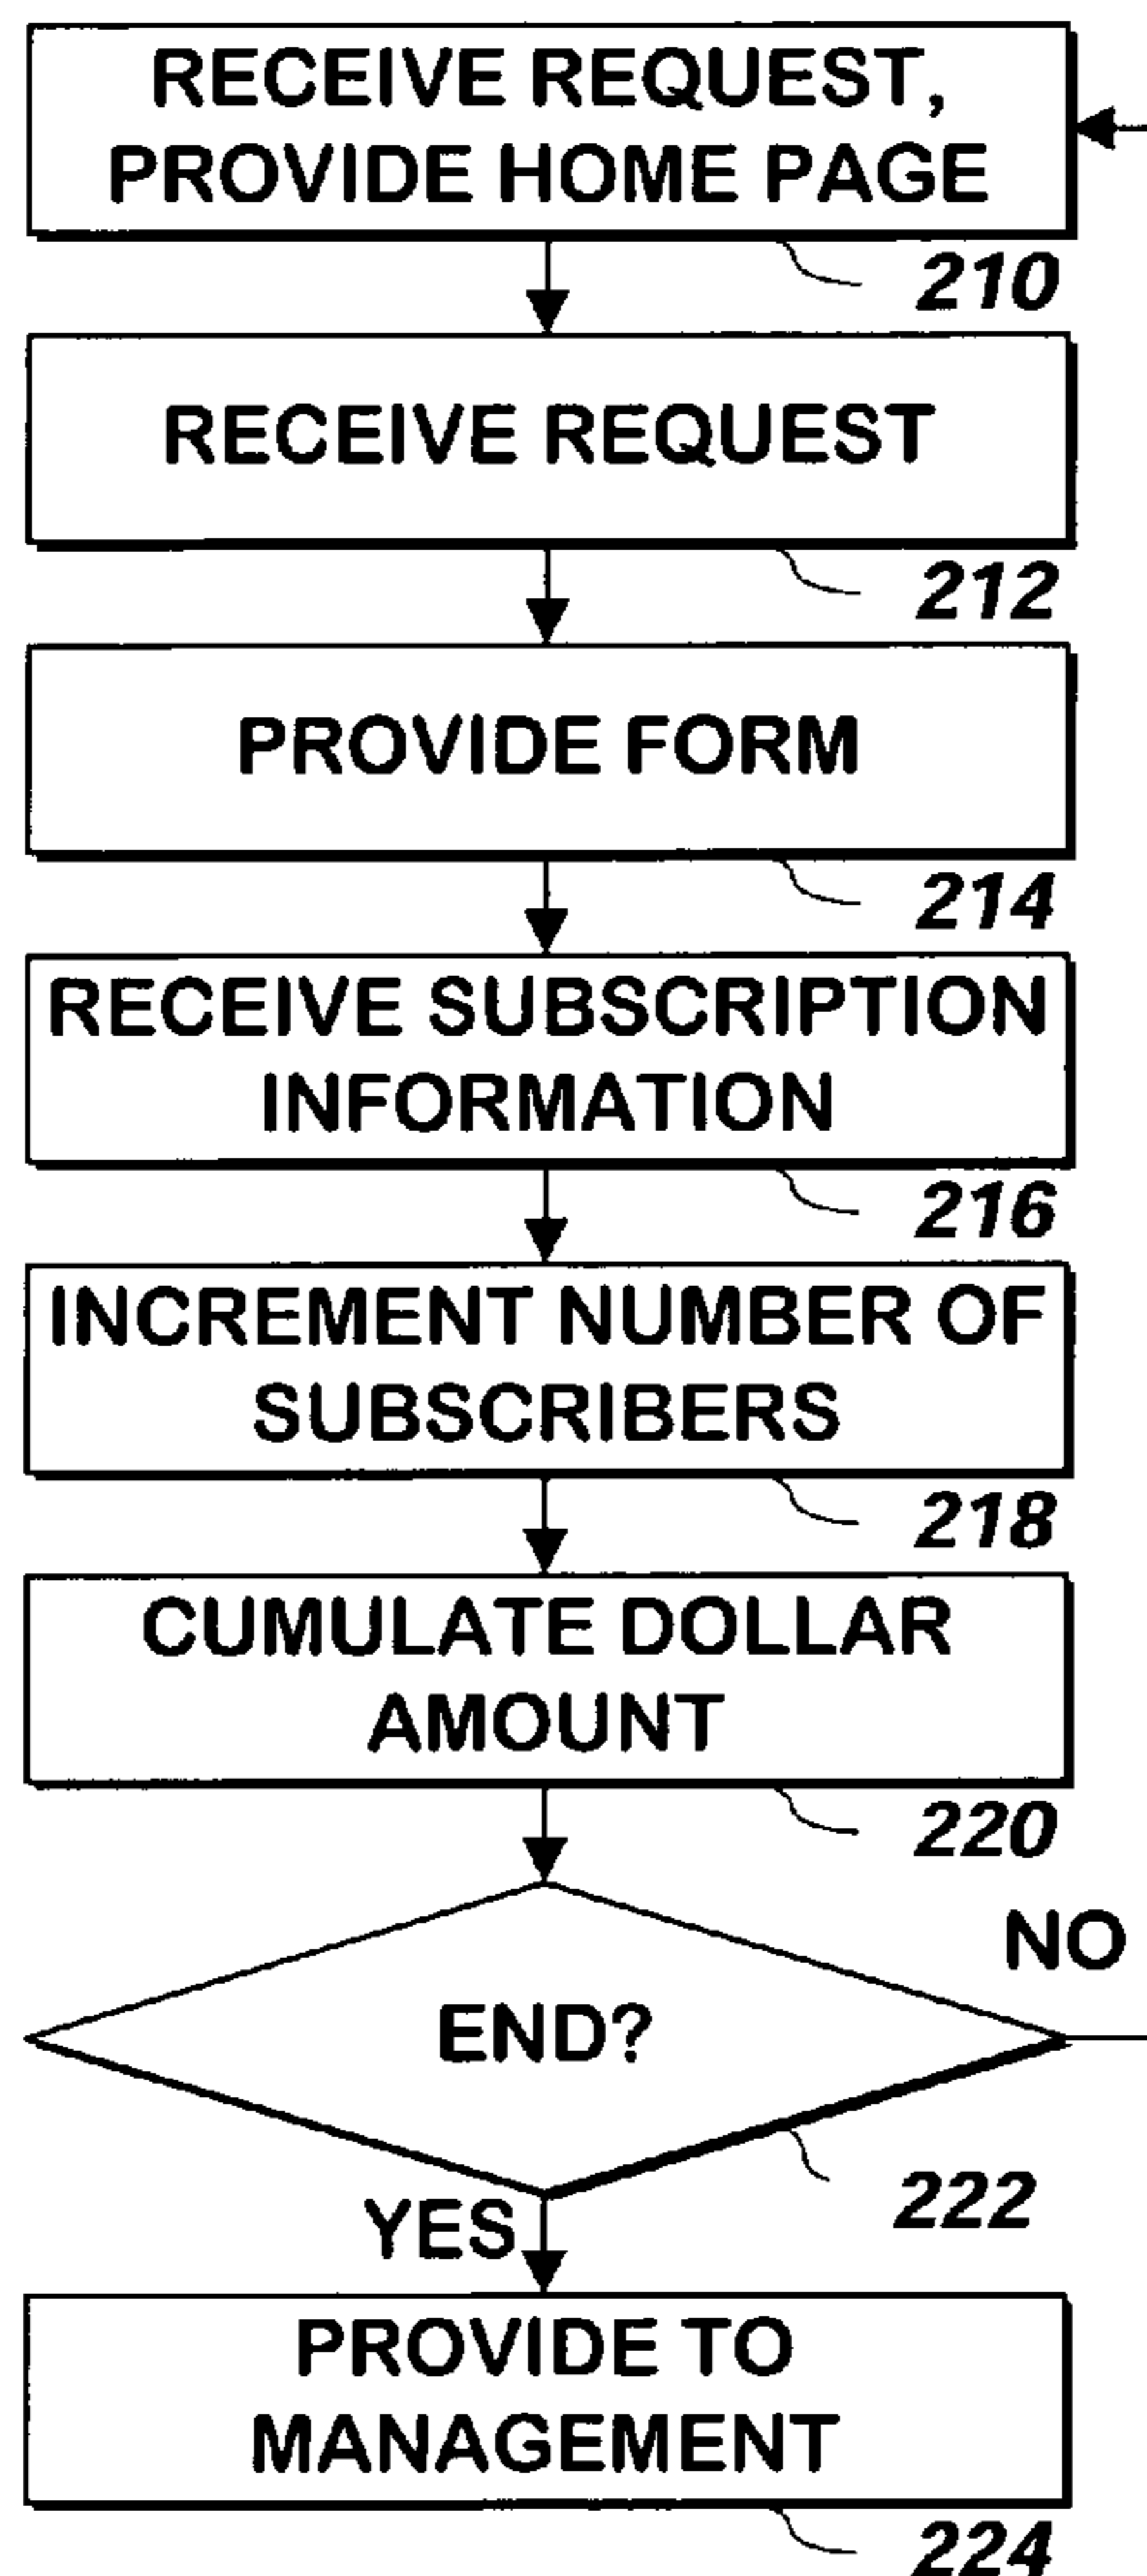 RECEIVE REQUEST,
PROVIDE HOME PAGE
210
RECEIVE REQUEST
212
PROVIDE FORM
214
RECEIVE SUBSCRIPTION
INFORMATION
216
INCREMENT NUMBER OF
SUBSCRIBERS
218
CUMULATE DOLLAR
AMOUNT
220
NO
END?
222
YES
PROVIDE TO
MANAGEMENT
224